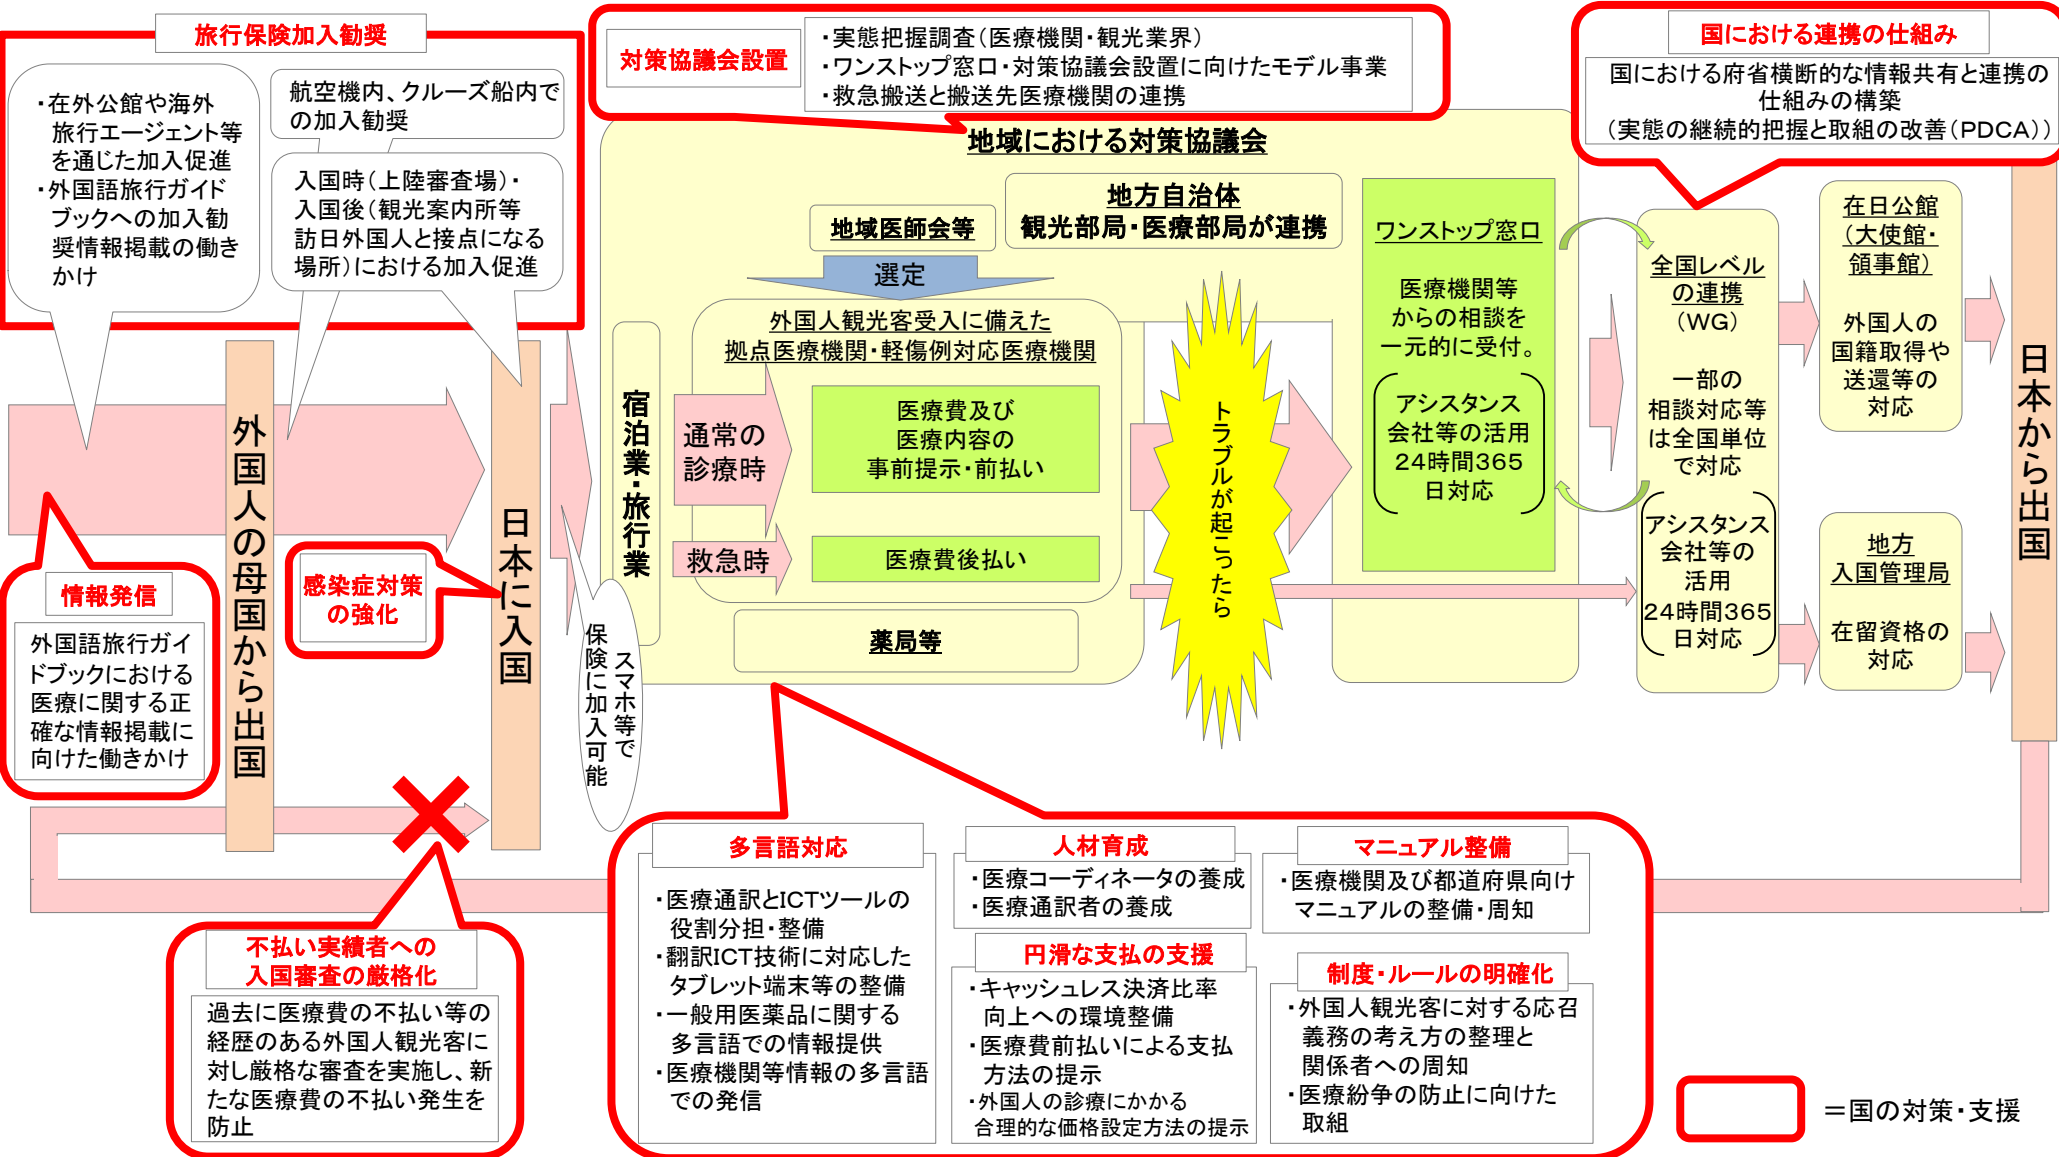 旅行保険加入勧奨
・在外公館や海外
旅行エージェント等
を通じた加入促進
・外国語旅行ガイド
ブックへの加入勧
奨情報掲載の働き
かけ
航空機内、クルーズ船内で
の加入勧奨
入国時(上陸審査場)・
入国後(観光案内所等
訪日外国人と接点になる
場所)における加入促進
対策協議会設置
・実態把握調査(医療機関・観光業界)
・ワンストップ窓口・対策協議会設置に向けたモデル事業
・救急搬送と搬送先医療機関の連携
国における連携の仕組み
国における府省横断的な情報共有と連携の
仕組みの構築
(実態の継続的把握と取組の改善(PDCA))
外国人の母国から出国
日本に入国
情報発信
外国語旅行ガイ
ドブックにおける
医療に関する正
確な情報掲載に
向けた働きかけ
感染症対策
の強化
スマホ等で
保険に加入可能
地域における対策協議会
地域医師会等
地方自治体
観光部局・医療部局が連携
選定
宿泊業・旅行業
外国人観光客受入に備えた
拠点医療機関・軽傷例対応医療機関
通常の
診療時
医療費及び
医療内容の
事前提示・前払い
救急時
医療費後払い
薬局等
トラブルが起こったら
ワンストップ窓口
医療機関等
からの相談を
一元的に受付。
アシスタンス
会社等の活用
24時間365
日対応
全国レベル
の連携
(WG)
一部の
相談対応等
は全国単位
で対応
アシスタンス
会社等の
活用
24時間365
日対応
在日公館
(大使館・
領事館)
外国人の
国籍取得や
送還等の
対応
地方
入国管理局
在留資格の
対応
日本から出国
不払い実績者への
入国審査の厳格化
過去に医療費の不払い等の
経歴のある外国人観光客に
対し厳格な審査を実施し、新
たな医療費の不払い発生を
防止
多言語対応
・医療通訳とICTツールの
役割分担・整備
・翻訳ICT技術に対応した
タブレット端末等の整備
・一般用医薬品に関する
多言語での情報提供
・医療機関等情報の多言語
での発信
人材育成
・医療コーディネータの養成
・医療通訳者の養成
円滑な支払の支援
・キャッシュレス決済比率
向上への環境整備
・医療費前払いによる支払
方法の提示
・外国人の診療にかかる
合理的な価格設定方法の提示
マニュアル整備
・医療機関及び都道府県向け
マニュアルの整備・周知
制度・ルールの明確化
・外国人観光客に対する応召
義務の考え方の整理と
関係者への周知
・医療紛争の防止に向けた
取組
=国の対策・支援